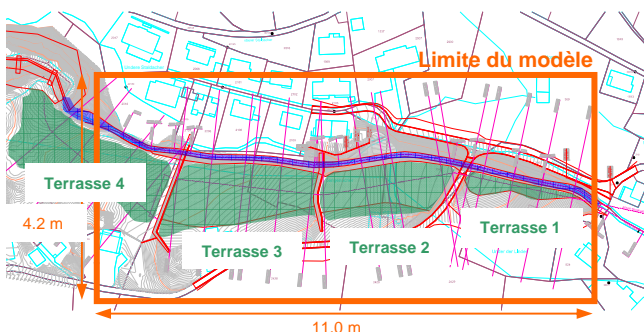 Limite du modèle
Terrasse 4
4.2 m
Terrasse 3
Terrasse 2
Terrasse 1
11.0 m